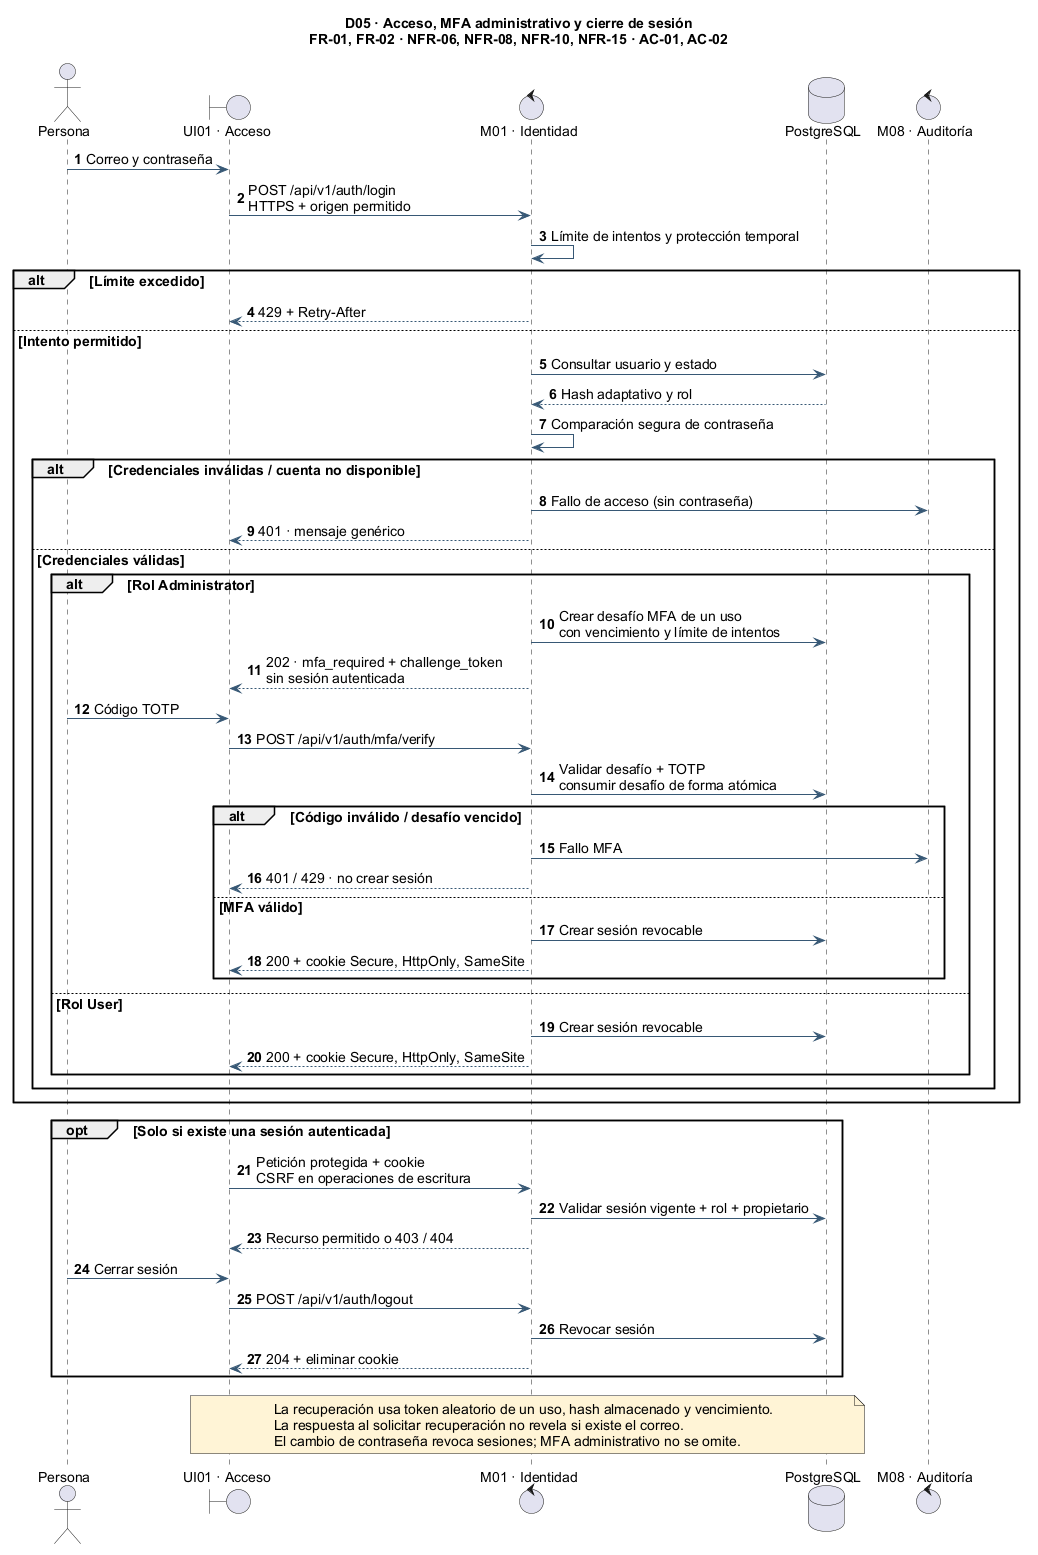 D05 · Acceso, MFA administrativo y cierre de sesión
FR-01, FR-02 · NFR-06, NFR-08, NFR-10, NFR-15 · AC-01, AC-02
Persona
UI01 · Acceso
M01 · Identidad
PostgreSQL
M08 · Auditoría
1 Correo y contraseña
2 POST /api/v1/auth/login
HTTPS + origen permitido
3 Límite de intentos y protección temporal
alt [Límite excedido]
4 429 + Retry-After
[Intento permitido]
5 Consultar usuario y estado
6 Hash adaptativo y rol
7 Comparación segura de contraseña
alt [Credenciales inválidas / cuenta no disponible]
8 Fallo de acceso (sin contraseña)
9 401 · mensaje genérico
[Credenciales válidas]
alt [Rol Administrator]
10 Crear desafío MFA de un uso
con vencimiento y límite de intentos
11 202 · mfa_required + challenge_token
sin sesión autenticada
12 Código TOTP
13 POST /api/v1/auth/mfa/verify
14 Validar desafío + TOTP
consumir desafío de forma atómica
alt [Código inválido / desafío vencido]
15 Fallo MFA
16 401 / 429 · no crear sesión
[MFA válido]
17 Crear sesión revocable
18 200 + cookie Secure, HttpOnly, SameSite
[Rol User]
19 Crear sesión revocable
20 200 + cookie Secure, HttpOnly, SameSite
opt [Solo si existe una sesión autenticada]
21 Petición protegida + cookie
CSRF en operaciones de escritura
22 Validar sesión vigente + rol + propietario
23 Recurso permitido o 403 / 404
24 Cerrar sesión
25 POST /api/v1/auth/logout
26 Revocar sesión
27 204 + eliminar cookie
La recuperación usa token aleatorio de un uso, hash almacenado y vencimiento.
La respuesta al solicitar recuperación no revela si existe el correo.
El cambio de contraseña revoca sesiones; MFA administrativo no se omite.
Persona
UI01 · Acceso
M01 · Identidad
PostgreSQL
M08 · Auditoría